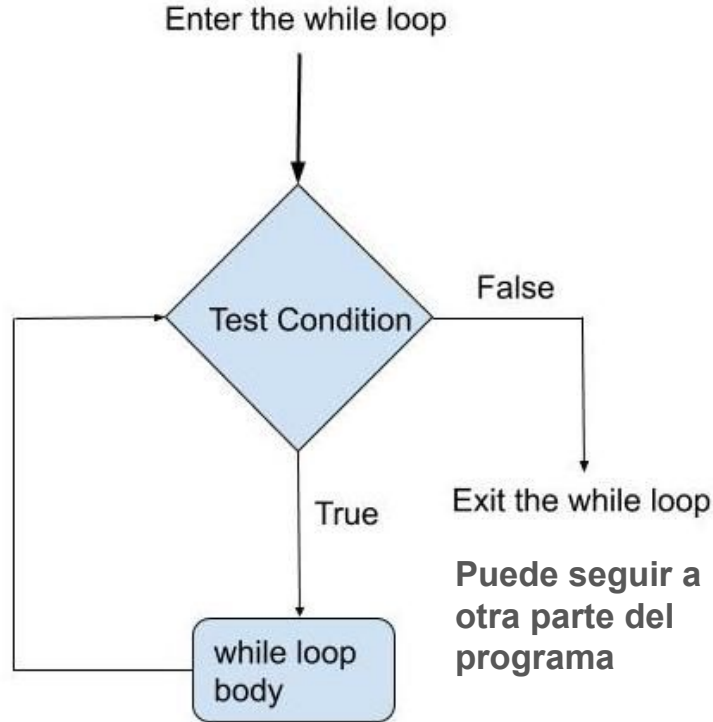 Enter the while loop
Test Condition
False
True
Exit the while loop
Puede seguir a
otra parte del
programa
while loop
body